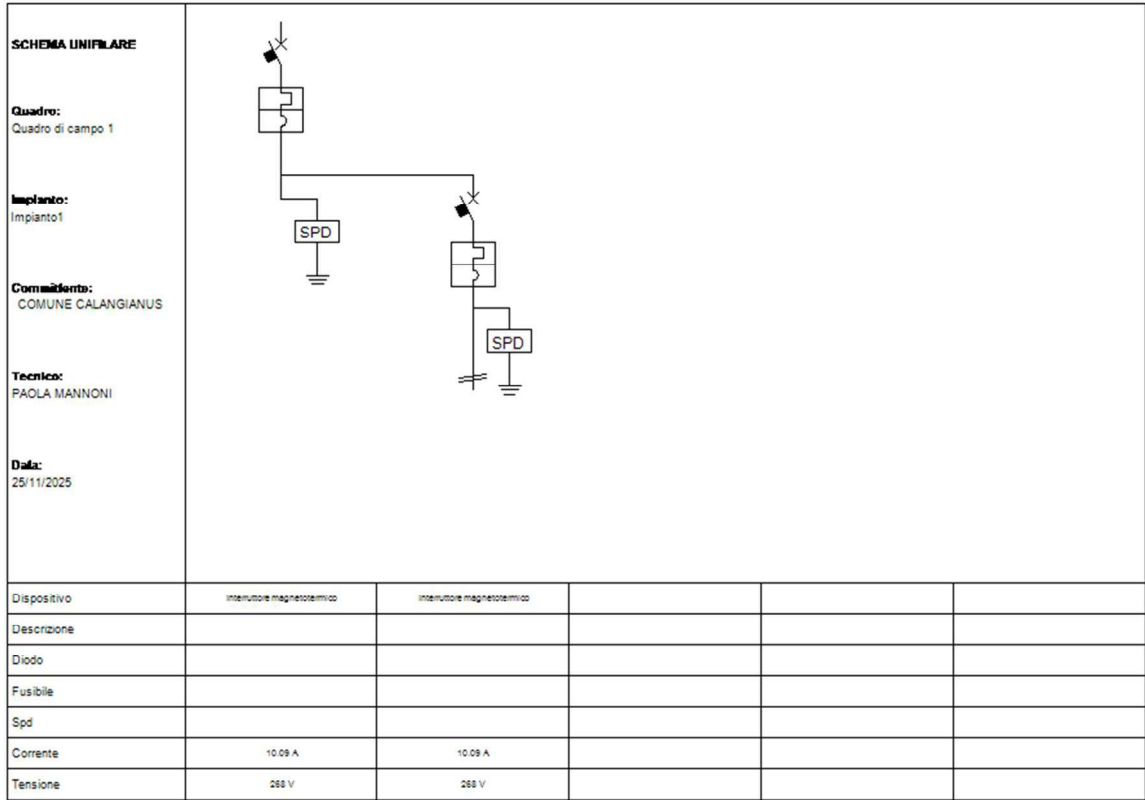 SCHEMA UNIFILARE
Quadro:
Quadro di campo 1
Impianto:
Impianto1
Committente:
COMUNE CALANGIANUS
Tecnico:
PAOLA MANNONI
Data:
25/11/2025
SPD
SPD
Dispositivo Interruttore magnetotermico Interruttore magnetotermico
Descrizione
Diodo
Fusibile
Spd
Corrente 10.09 A 10.09 A
Tensione 268 V 268 V